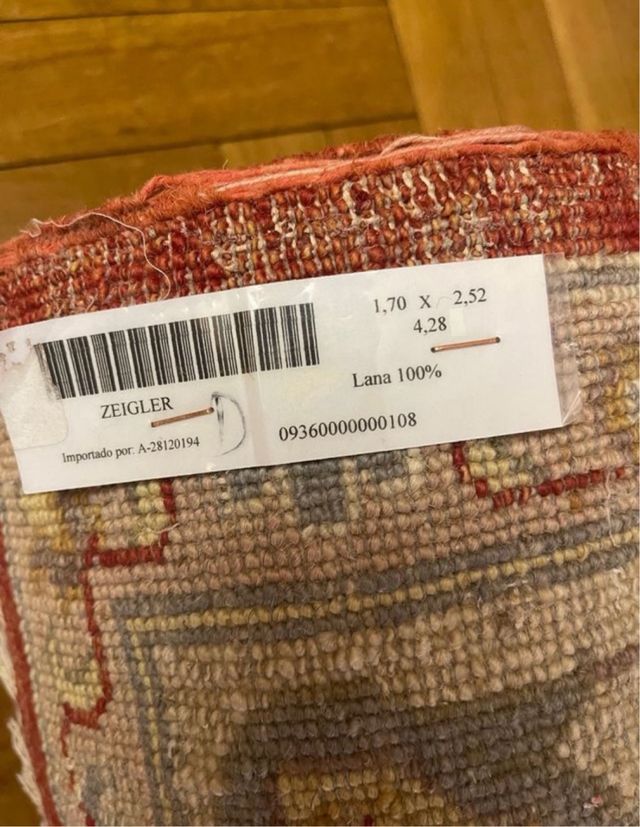 1,70 X 2,52
4,28
Lana 100%
ZEIGLER
Importado por: A-28120194
09360000000108